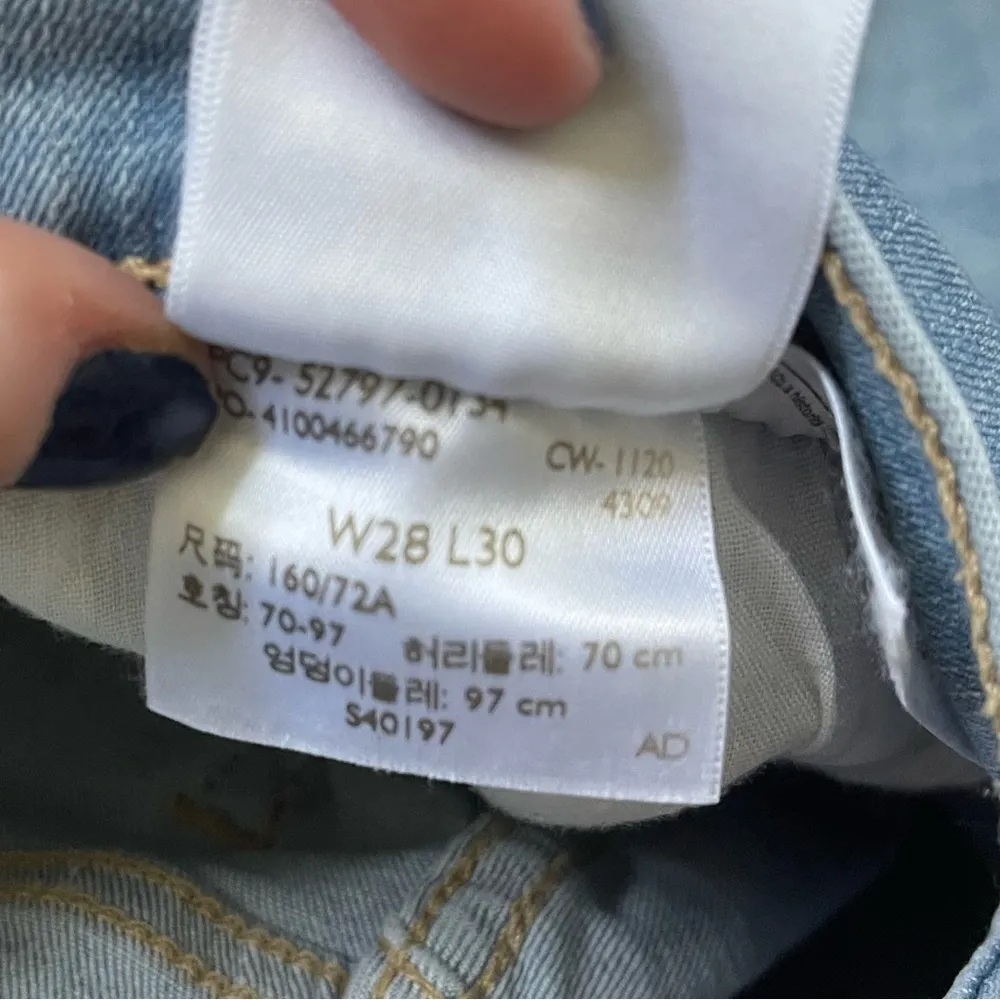 PC9- 52797-0134
PO- 4100466790
CW- 1120
4309
W28 L30
尺码: 160/72A
호칭: 70-97
허리둘레: 70 cm
엉덩이둘레: 97 cm
S40197
AD